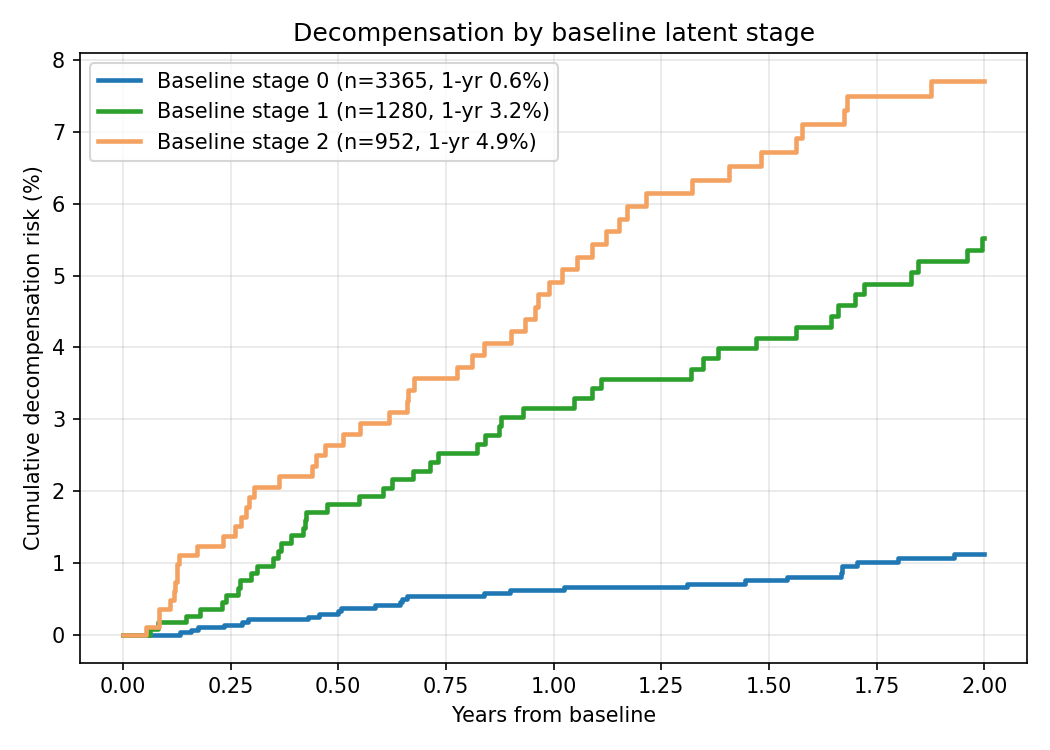 Decompensation by baseline latent stage
Baseline stage 0 (n=3365, 1-yr 0.6%)
Baseline stage 1 (n=1280, 1-yr 3.2%)
Baseline stage 2 (n=952, 1-yr 4.9%)
Cumulative decompensation risk (%)
8
7
6
5
4
3
2
1
0
0.00 0.25 0.50 0.75 1.00 1.25 1.50 1.75 2.00
Years from baseline